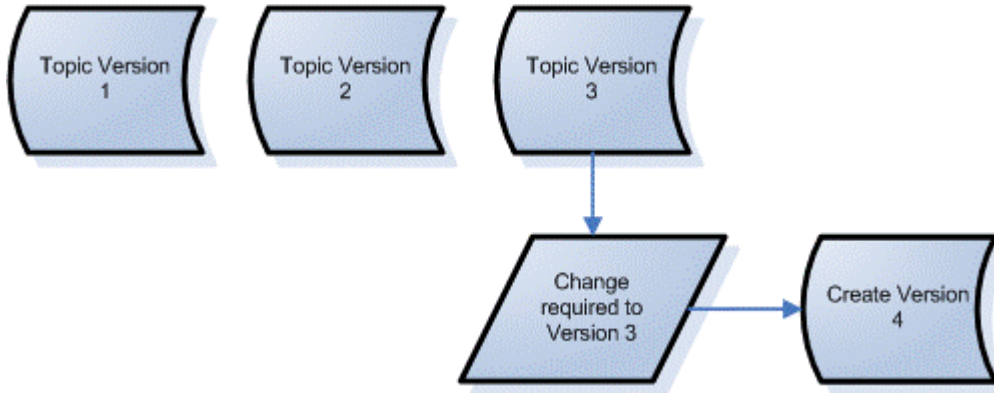 Topic Version
1
Topic Version
2
Topic Version
3
Change
required to
Version 3
Create Version
4